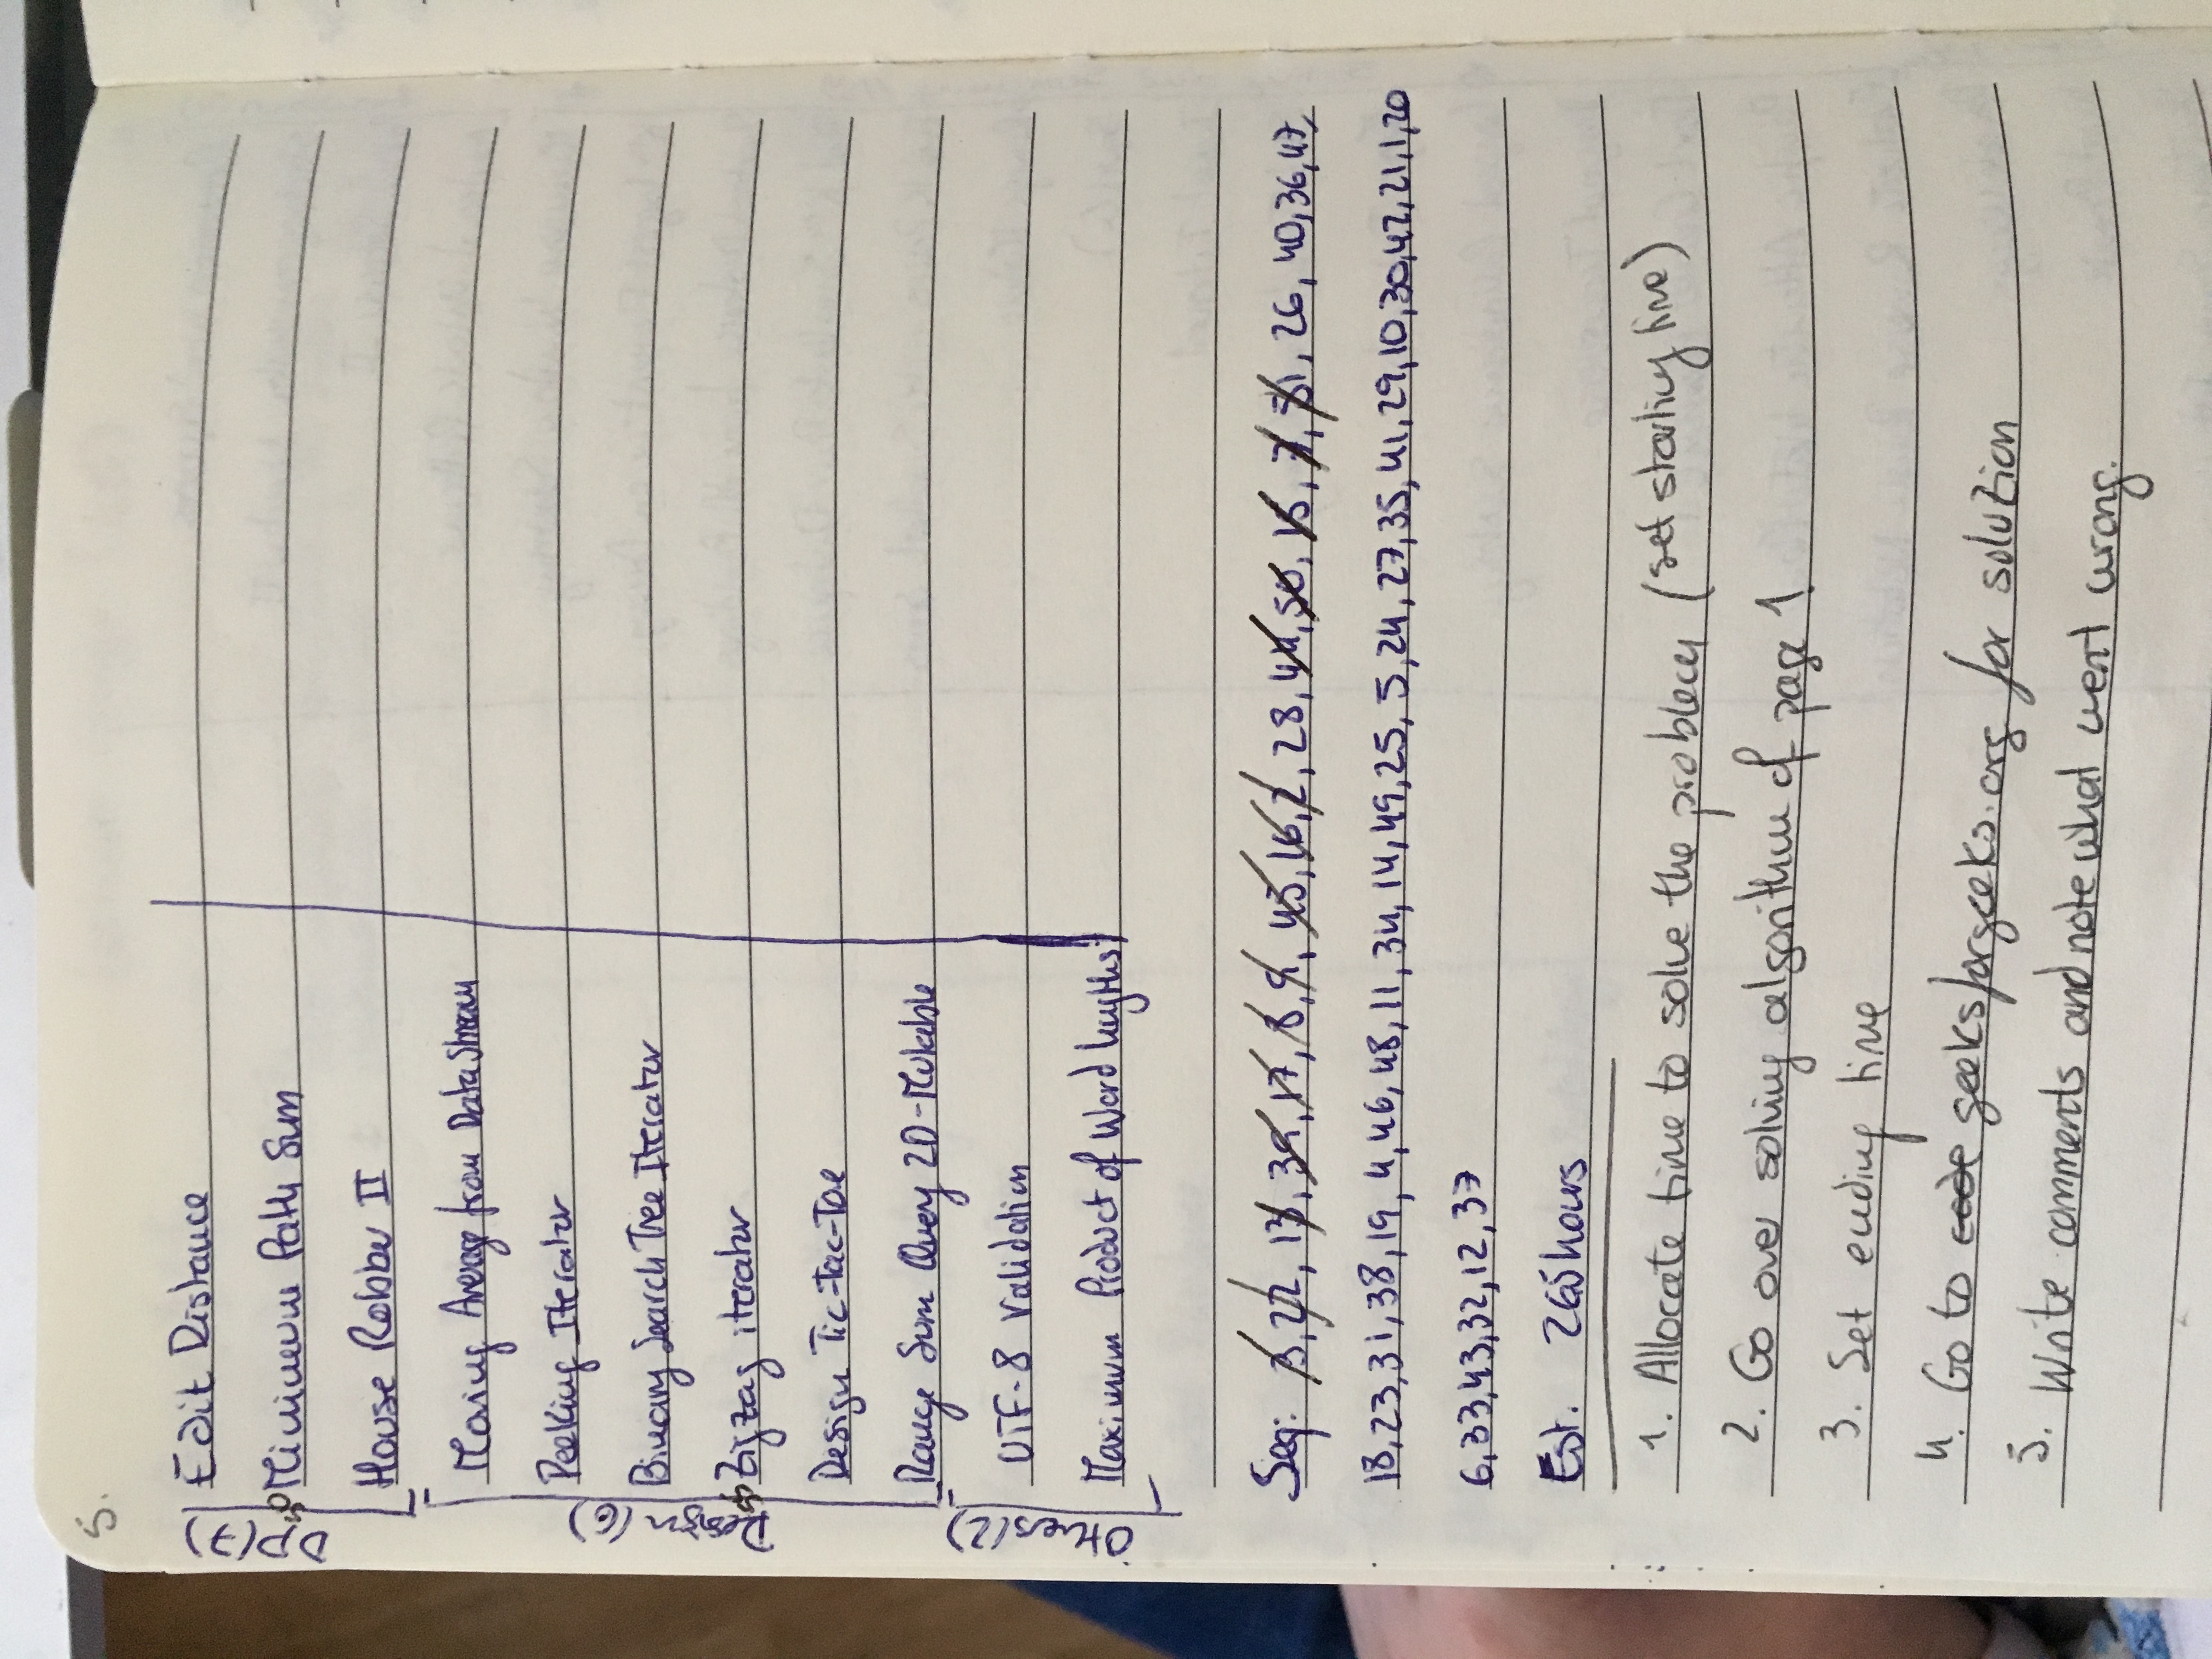 5.
DP(7)
Edit Distance
50 Minimum Path Sum
House Robber II
Design (6)
Moving Average from Data Stream
Peeking Iterator
Binary Search Tree Iterator
Zigzag iterator
Design Tic-Tac-Toe
Range Sum Query 2D-Mutable
Others(2)
UTF-8 Validation
Maximum Product of Word lengths
Seq: 3, 22, 13, 39, 17, 8, 9, 45, 16, 2, 28, 44, 50, 15, 7, 51, 26, 40, 36, 47,
18, 23, 31, 38, 19, 4, 46, 48, 11, 34, 14, 49, 25, 5, 24, 27, 35, 41, 29, 10, 30, 42, 21, 1, 20
6, 33, 43, 32, 12, 37
Est. hours
1. Allocate time to solve the problem (set starting time)
2. Go over solving algorithm of page 1
3. Set ending time
4. Go to code geeksforgeeks.org for solution
5. Write comments and note what went wrong.